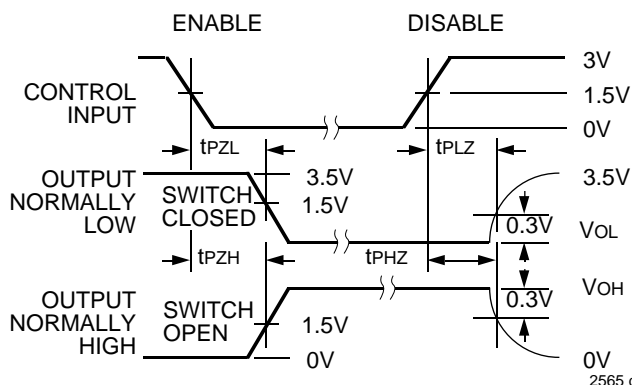 ENABLE DISABLE
3V
CONTROL INPUT
1.5V
0V
tPZL tPLZ
OUTPUT NORMALLY LOW
SWITCH CLOSED
3.5V
1.5V
3.5V
0.3V VOL
tPZH tPHZ
OUTPUT NORMALLY HIGH
SWITCH OPEN
0.3V VOH
1.5V
0V
0V
2565